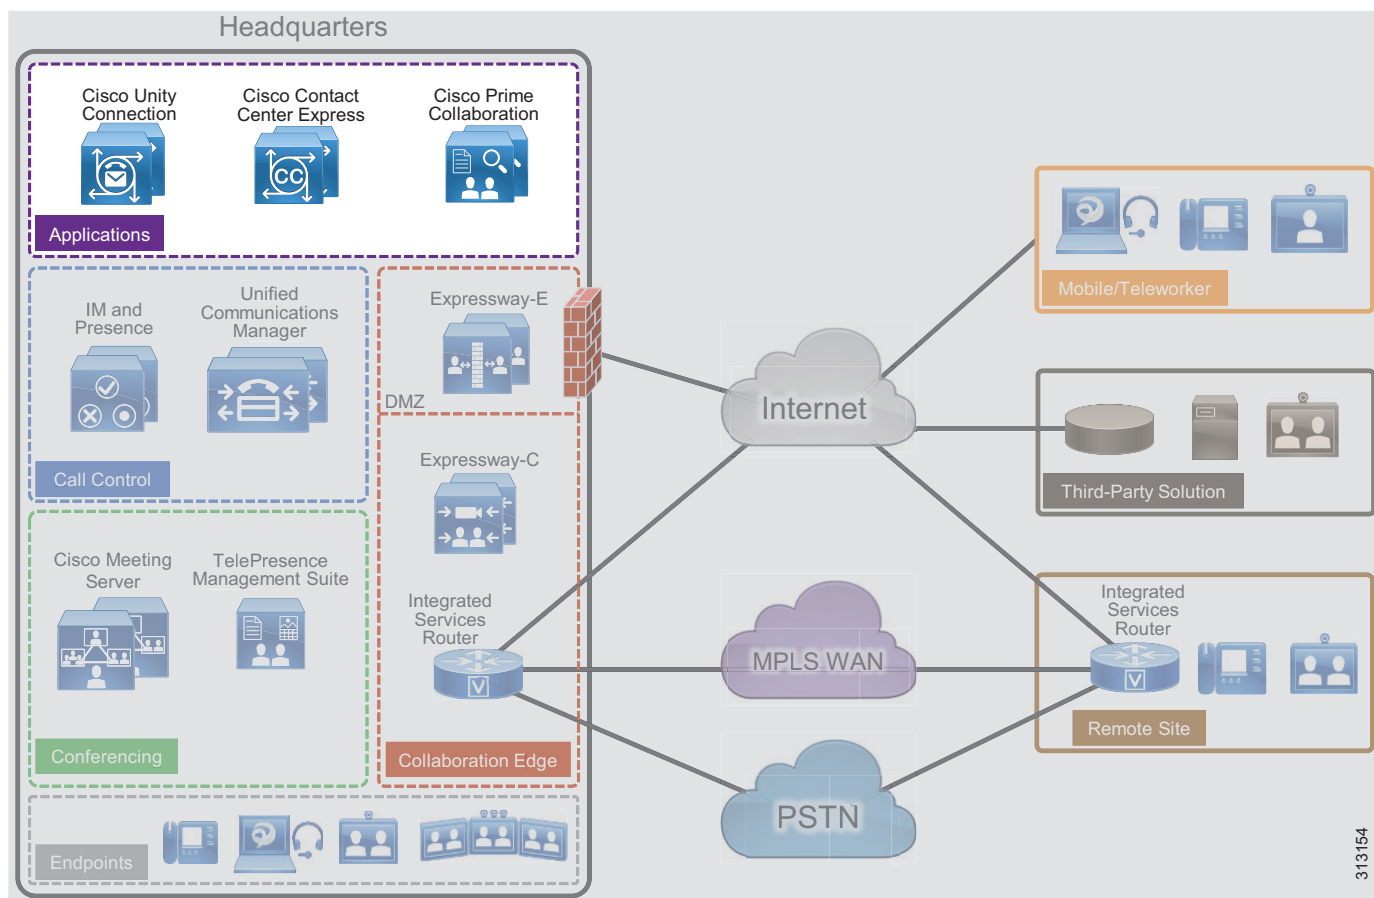 Headquarters
Cisco Unity
Connection
Cisco Contact
Center Express
Cisco Prime
Collaboration
CC
Applications
IM and
Presence
Unified
Communications
Manager
Call Control
Expressway-E
DMZ
Expressway-C
Cisco Meeting
Server
TelePresence
Management Suite
Conferencing
Integrated
Services
Router
V
Collaboration Edge
Endpoints
Internet
MPLS WAN
PSTN
Mobile/Teleworker
Third-Party Solution
Integrated
Services
Router
V
Remote Site
313154